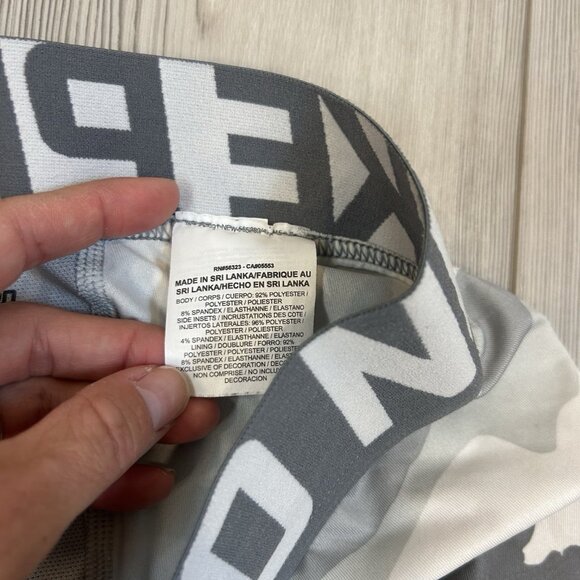 RN#56323 - CA#05553
MADE IN SRI LANKA/FABRIQUE AU
SRI LANKA/HECHO EN SRI LANKA
BODY / CORPS / CUERPO: 92% POLYESTER /
POLYESTER / POLIESTER
8% SPANDEX / ELASTHANNE / ELASTANO
SIDE INSETS / INCRUSTATIONS DES COTE /
INJERTOS LATERALES: 96% POLYESTER /
POLYESTER / POLIESTER
4% SPANDEX / ELASTHANNE / ELASTANO
LINING / DOUBLURE / FORRO: 92%
POLYESTER / POLYESTER / POLIESTER
8% SPANDEX / ELASTHANNE / ELASTANO
EXCLUSIVE OF DECORATION / DECOR
NON COMPRISE / NO INCLUYE
DECORACION